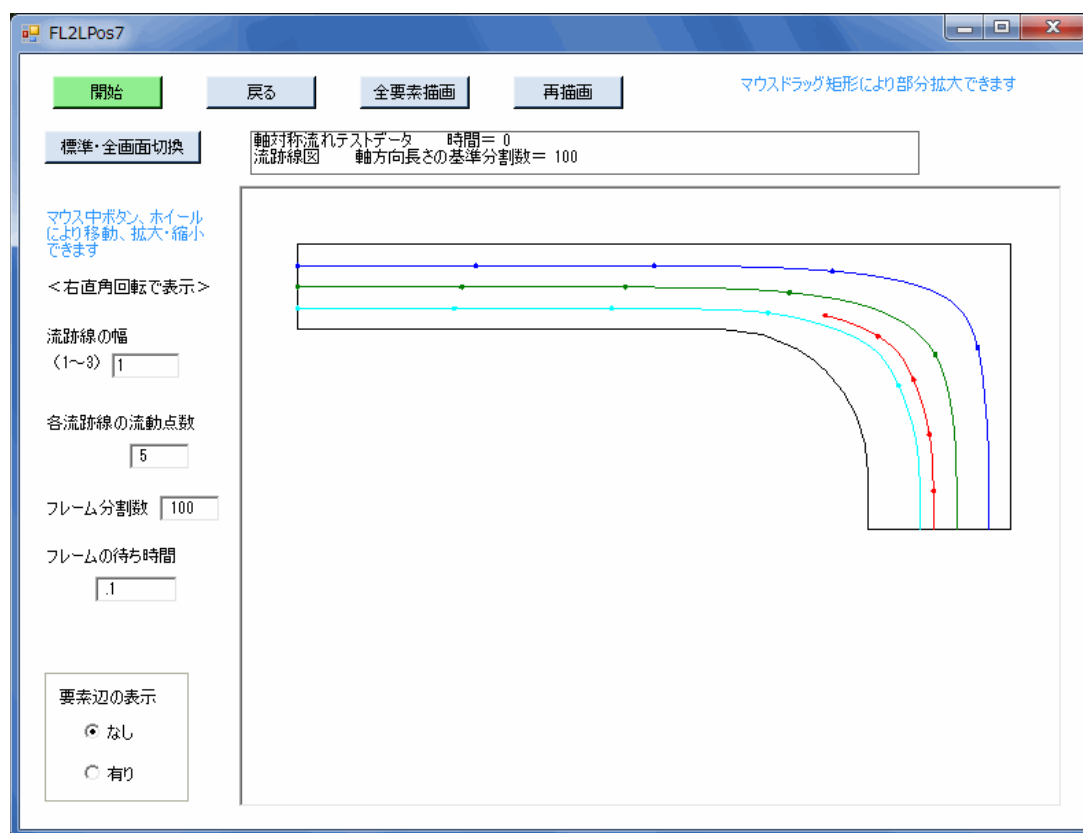 FL2LPos7
開始
戻る
全要素描画
再描画
マウスドラッグ矩形により部分拡大できます
標準・全画面切換
軸対称流れテストデータ 時間= 0
流跡線図 軸方向長さの基準分割数= 100
マウス中ボタン、ホイール
により移動、拡大・縮小
できます
<右直角回転で表示>
流跡線の幅
(1~3) 1
各流跡線の流動点数
5
フレーム分割数 100
フレームの待ち時間
.1
要素辺の表示
なし
有り